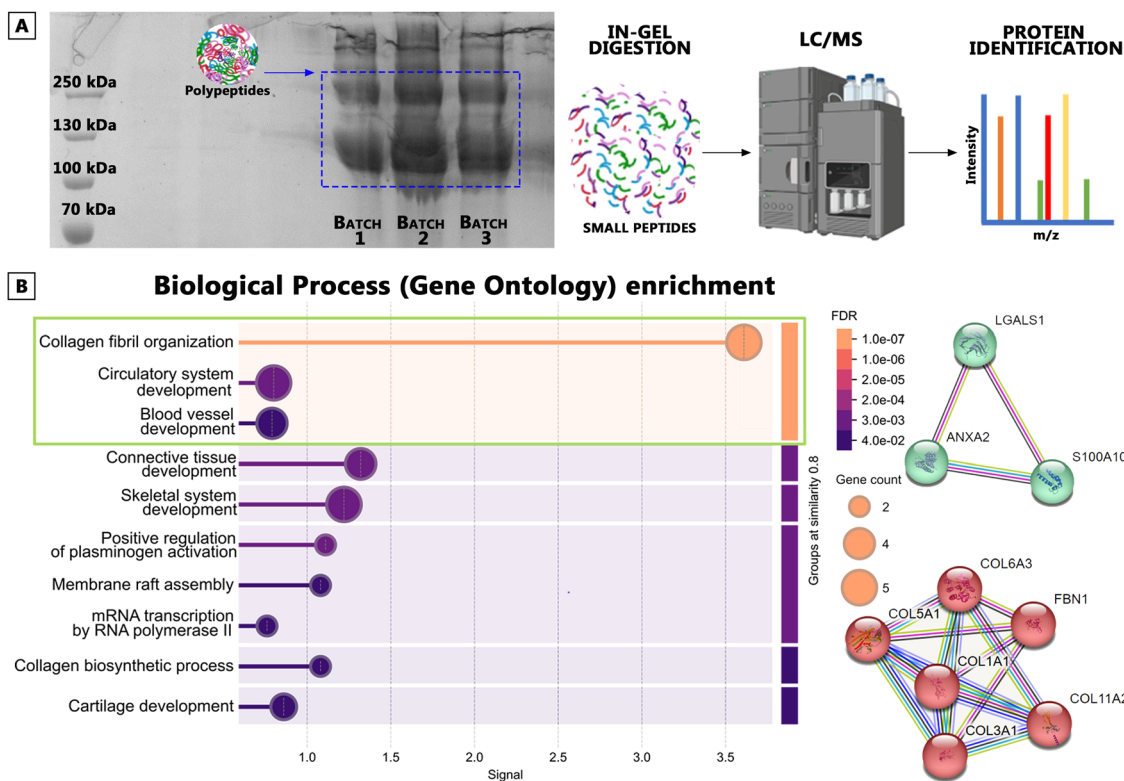 A
250 kDa
130 kDa
100 kDa
70 kDa
Polypeptides
BATCH
1
BATCH
2
BATCH
3
IN-GEL
DIGESTION
SMALL PEPTIDES
LC/MS
PROTEIN
IDENTIFICATION
Intensity
m/z
B
Biological Process (Gene Ontology) enrichment
Collagen fibril organization
Circulatory system
development
Blood vessel
development
Connective tissue
development
Skeletal system
development
Positive regulation
of plasminogen activation
Membrane raft assembly
mRNA transcription
by RNA polymerase II
Collagen biosynthetic process
Cartilage development
1.0
1.5
2.0
2.5
3.0
3.5
Signal
Groups at similarity 0.8
FDR
1.0e-07
1.0e-06
2.0e-05
2.0e-04
3.0e-03
4.0e-02
Gene count
2
4
5
LGALS1
ANXA2
S100A10
COL6A3
FBN1
COL5A1
COL1A1
COL11A2
COL3A1